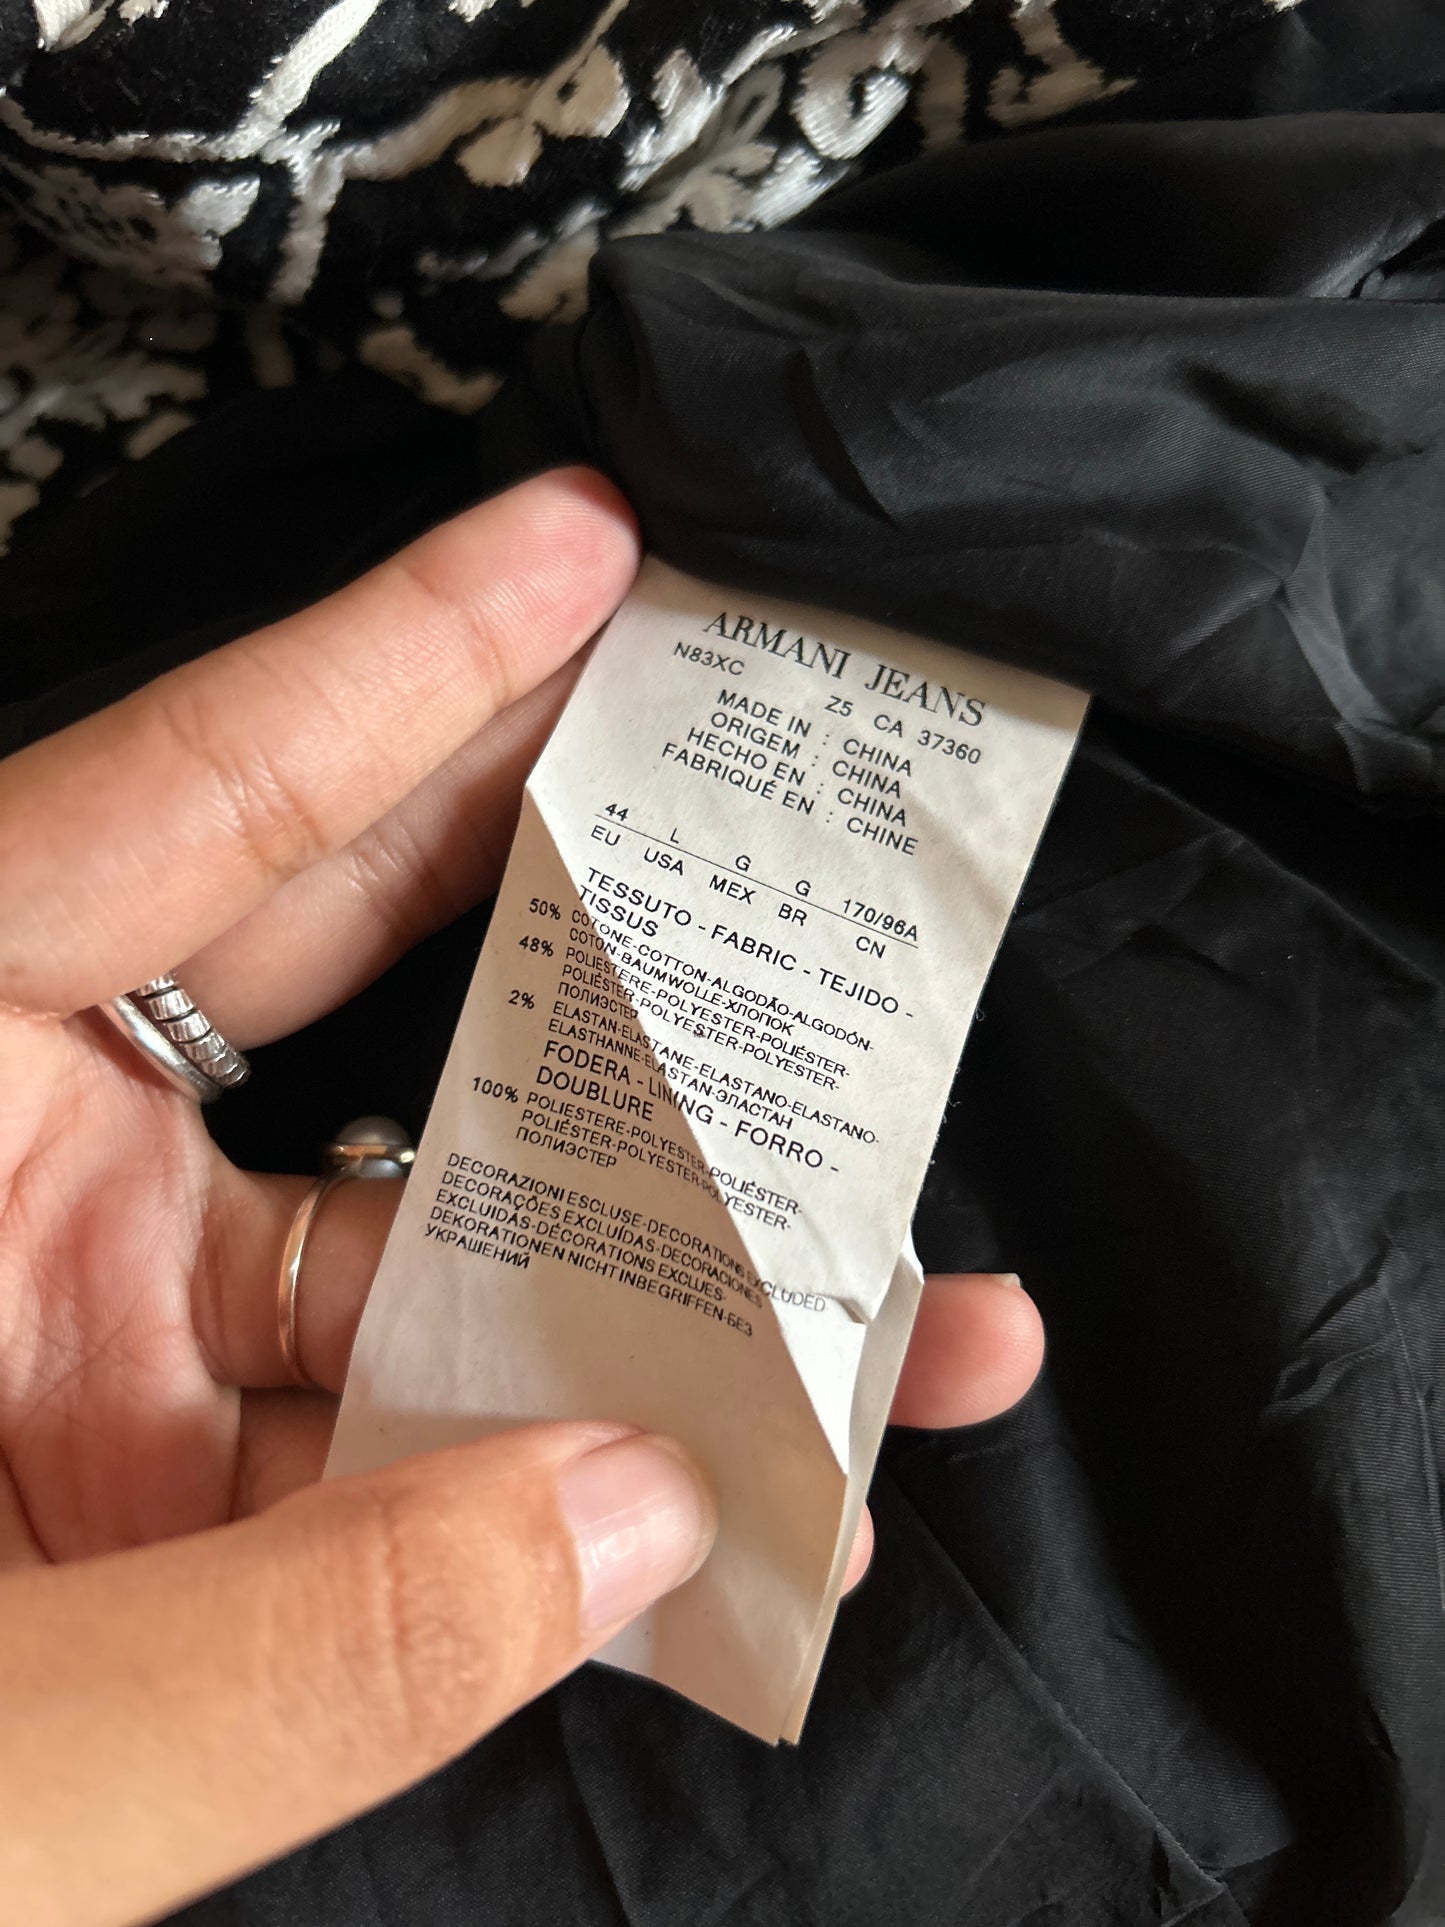 ARMANI JEANS
N83XC Z5 CA 37360
MADE IN : CHINA
ORIGEM : CHINA
HECHO EN : CHINA
FABRIQUÉ EN : CHINE
44 L G G 170/96A
EU USA MEX BR CN
TESSUTO - FABRIC - TEJIDO -
TISSUS
50% COTONE-COTTON-ALGODÃO-ALGODÓN-
COTON-BAUMWOLLE-ХЛОПОК
48% POLIESTERE-POLYESTER-POLIÉSTER-
POLIÉSTER-POLYESTER-POLYESTER-
ПОЛИЭСТЕР
2% ELASTAN-ELASTANE-ELASTANO-ELASTANO-
ELASTHANNE-ELASTAN-ЭЛАСТАН
FODERA - LINING - FORRO -
DOUBLURE
100% POLIESTERE-POLYESTER-POLIÉSTER-
POLIÉSTER-POLYESTER-POLYESTER-
ПОЛИЭСТЕР
DECORAZIONI ESCLUSE-DECORATIONS EXCLUDED-
DECORAÇÕES EXCLUÍDAS-DECORACIONES
EXCLUIDAS-DÉCORATIONS EXCLUES-
DEKORATIONEN NICHT INBEGRIFFEN-БЕЗ
УКРАШЕНИЙ